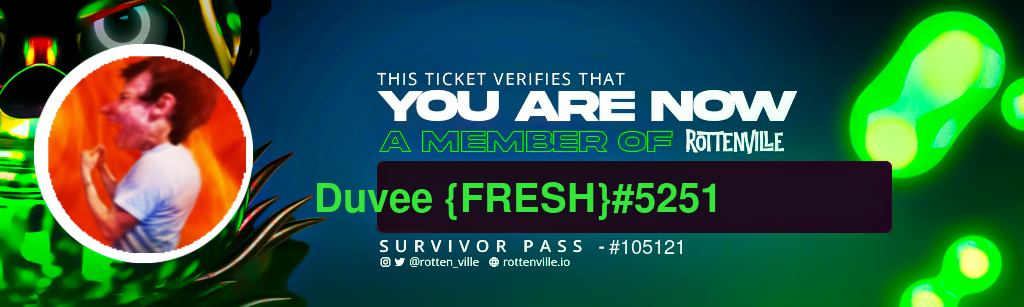 THIS TICKET VERIFIES THAT
YOU ARE NOW
A MEMBER OF ROTTENVILLE
Duvee {FRESH}#5251
SURVIVOR PASS - #105121
@rotten_ville rottenville.io